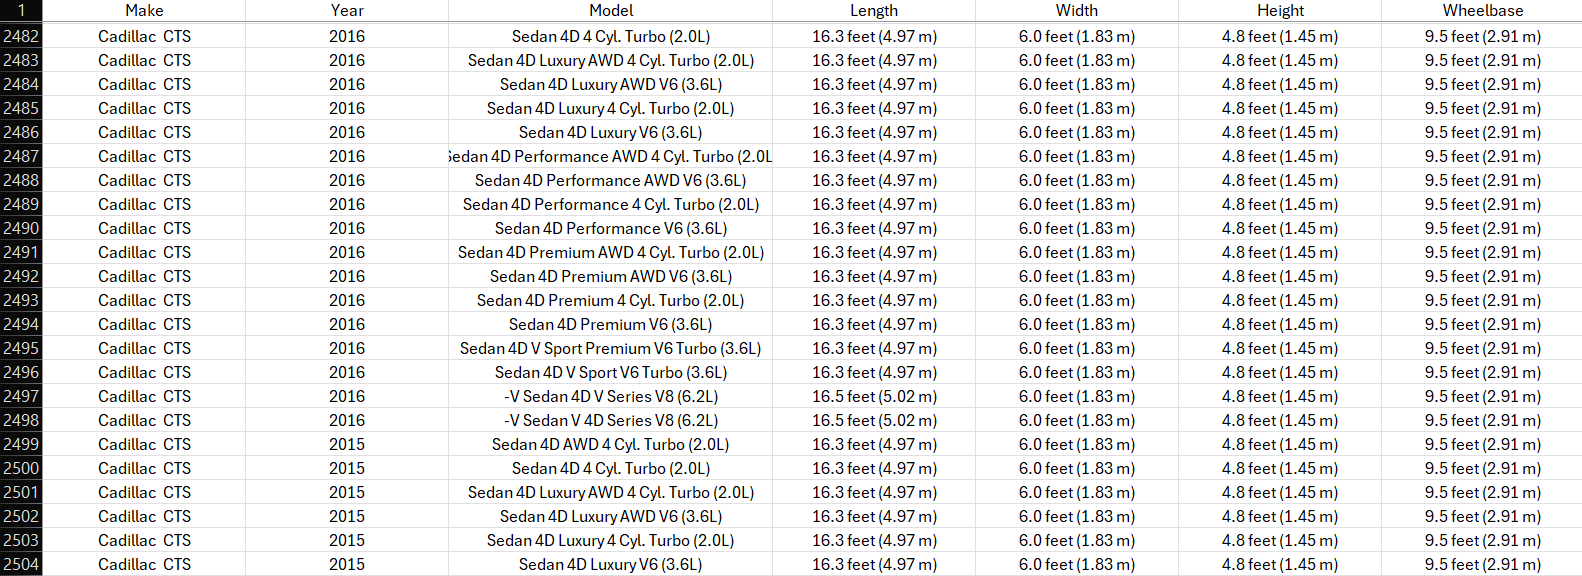 1 Make Year Model Length Width Height Wheelbase
2482 Cadillac CTS 2016 Sedan 4D 4 Cyl. Turbo (2.0L) 16.3 feet (4.97 m) 6.0 feet (1.83 m) 4.8 feet (1.45 m) 9.5 feet (2.91 m)
2483 Cadillac CTS 2016 Sedan 4D Luxury AWD 4 Cyl. Turbo (2.0L) 16.3 feet (4.97 m) 6.0 feet (1.83 m) 4.8 feet (1.45 m) 9.5 feet (2.91 m)
2484 Cadillac CTS 2016 Sedan 4D Luxury AWD V6 (3.6L) 16.3 feet (4.97 m) 6.0 feet (1.83 m) 4.8 feet (1.45 m) 9.5 feet (2.91 m)
2485 Cadillac CTS 2016 Sedan 4D Luxury 4 Cyl. Turbo (2.0L) 16.3 feet (4.97 m) 6.0 feet (1.83 m) 4.8 feet (1.45 m) 9.5 feet (2.91 m)
2486 Cadillac CTS 2016 Sedan 4D Luxury V6 (3.6L) 16.3 feet (4.97 m) 6.0 feet (1.83 m) 4.8 feet (1.45 m) 9.5 feet (2.91 m)
2487 Cadillac CTS 2016 Sedan 4D Performance AWD 4 Cyl. Turbo (2.0L 16.3 feet (4.97 m) 6.0 feet (1.83 m) 4.8 feet (1.45 m) 9.5 feet (2.91 m)
2488 Cadillac CTS 2016 Sedan 4D Performance AWD V6 (3.6L) 16.3 feet (4.97 m) 6.0 feet (1.83 m) 4.8 feet (1.45 m) 9.5 feet (2.91 m)
2489 Cadillac CTS 2016 Sedan 4D Performance 4 Cyl. Turbo (2.0L) 16.3 feet (4.97 m) 6.0 feet (1.83 m) 4.8 feet (1.45 m) 9.5 feet (2.91 m)
2490 Cadillac CTS 2016 Sedan 4D Performance V6 (3.6L) 16.3 feet (4.97 m) 6.0 feet (1.83 m) 4.8 feet (1.45 m) 9.5 feet (2.91 m)
2491 Cadillac CTS 2016 Sedan 4D Premium AWD 4 Cyl. Turbo (2.0L) 16.3 feet (4.97 m) 6.0 feet (1.83 m) 4.8 feet (1.45 m) 9.5 feet (2.91 m)
2492 Cadillac CTS 2016 Sedan 4D Premium AWD V6 (3.6L) 16.3 feet (4.97 m) 6.0 feet (1.83 m) 4.8 feet (1.45 m) 9.5 feet (2.91 m)
2493 Cadillac CTS 2016 Sedan 4D Premium 4 Cyl. Turbo (2.0L) 16.3 feet (4.97 m) 6.0 feet (1.83 m) 4.8 feet (1.45 m) 9.5 feet (2.91 m)
2494 Cadillac CTS 2016 Sedan 4D Premium V6 (3.6L) 16.3 feet (4.97 m) 6.0 feet (1.83 m) 4.8 feet (1.45 m) 9.5 feet (2.91 m)
2495 Cadillac CTS 2016 Sedan 4D V Sport Premium V6 Turbo (3.6L) 16.3 feet (4.97 m) 6.0 feet (1.83 m) 4.8 feet (1.45 m) 9.5 feet (2.91 m)
2496 Cadillac CTS 2016 Sedan 4D V Sport V6 Turbo (3.6L) 16.3 feet (4.97 m) 6.0 feet (1.83 m) 4.8 feet (1.45 m) 9.5 feet (2.91 m)
2497 Cadillac CTS 2016 -V Sedan 4D V Series V8 (6.2L) 16.5 feet (5.02 m) 6.0 feet (1.83 m) 4.8 feet (1.45 m) 9.5 feet (2.91 m)
2498 Cadillac CTS 2016 -V Sedan V 4D Series V8 (6.2L) 16.5 feet (5.02 m) 6.0 feet (1.83 m) 4.8 feet (1.45 m) 9.5 feet (2.91 m)
2499 Cadillac CTS 2015 Sedan 4D AWD 4 Cyl. Turbo (2.0L) 16.3 feet (4.97 m) 6.0 feet (1.83 m) 4.8 feet (1.45 m) 9.5 feet (2.91 m)
2500 Cadillac CTS 2015 Sedan 4D 4 Cyl. Turbo (2.0L) 16.3 feet (4.97 m) 6.0 feet (1.83 m) 4.8 feet (1.45 m) 9.5 feet (2.91 m)
2501 Cadillac CTS 2015 Sedan 4D Luxury AWD 4 Cyl. Turbo (2.0L) 16.3 feet (4.97 m) 6.0 feet (1.83 m) 4.8 feet (1.45 m) 9.5 feet (2.91 m)
2502 Cadillac CTS 2015 Sedan 4D Luxury AWD V6 (3.6L) 16.3 feet (4.97 m) 6.0 feet (1.83 m) 4.8 feet (1.45 m) 9.5 feet (2.91 m)
2503 Cadillac CTS 2015 Sedan 4D Luxury 4 Cyl. Turbo (2.0L) 16.3 feet (4.97 m) 6.0 feet (1.83 m) 4.8 feet (1.45 m) 9.5 feet (2.91 m)
2504 Cadillac CTS 2015 Sedan 4D Luxury V6 (3.6L) 16.3 feet (4.97 m) 6.0 feet (1.83 m) 4.8 feet (1.45 m) 9.5 feet (2.91 m)